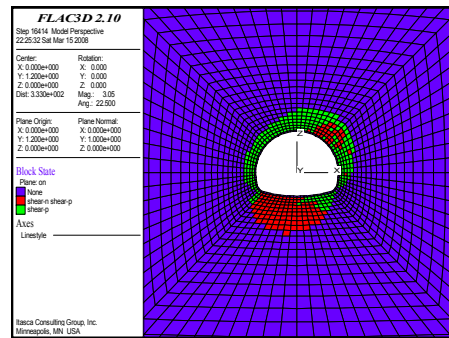 FLAC3D 2.10
Step 16414 Model Perspective
22:25:32 Sat Mar 15 2008
Center: Rotation:
X: 0.000e+000 X: 0.000
Y: 1.200e+000 Y: 0.000
Z: 0.000e+000 Z: 0.000
Dist: 3.330e+002 Mag.: 3.05
Ang.: 22.500
Plane Origin: Plane Normal:
X: 0.000e+000 X: 0.000e+000
Y: 1.200e+000 Y: 1.000e+000
Z: 0.000e+000 Z: 0.000e+000
Block State
Plane: on
None
shear-n shear-p
shear-p
Axes
Linestyle
Itasca Consulting Group, Inc.
Minneapolis, MN USA
Z
Y
X